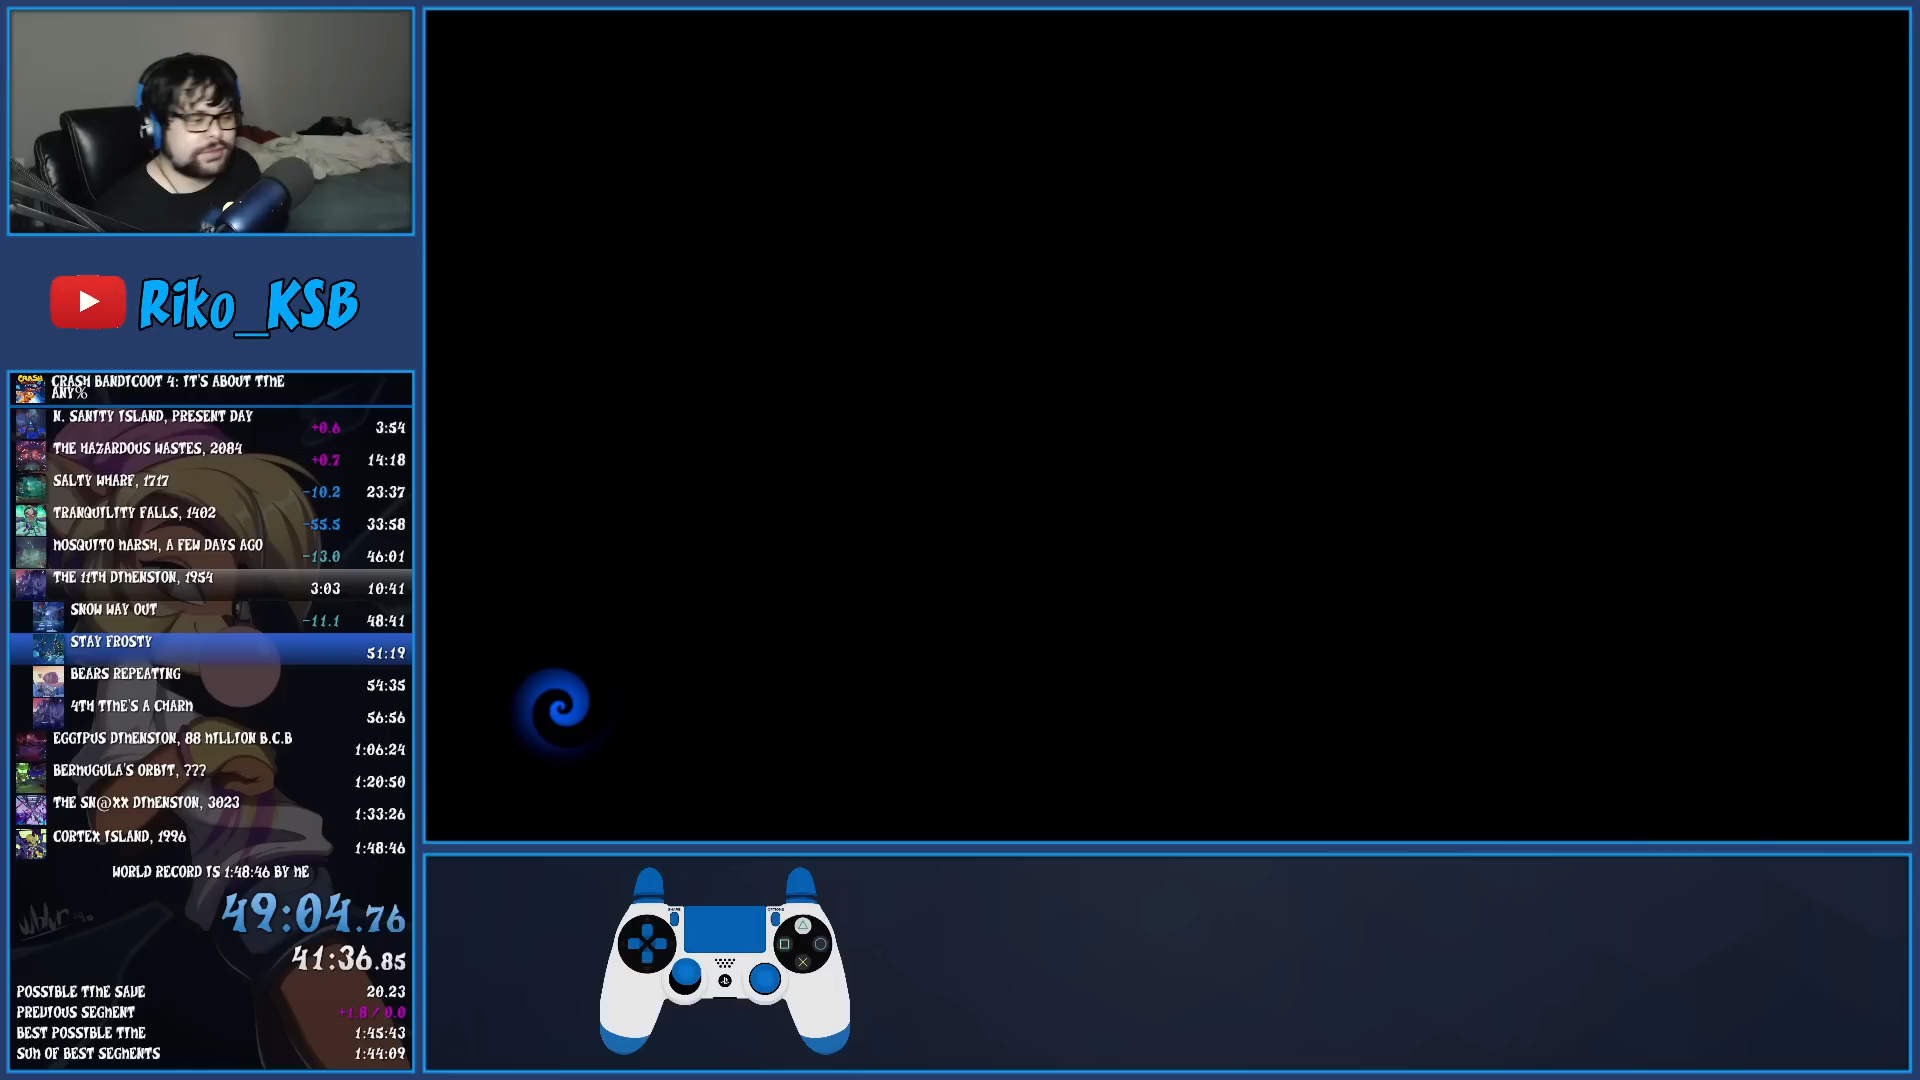 Riko_KSB
CRASH BANDICOOT 4: IT'S ABOUT TIME
ANY%
N. SANITY ISLAND, PRESENT DAY +0.6 3:54
THE HAZARDOUS WASTES, 2084 +0.7 14:18
SALTY WHARF, 1717 -10.2 23:37
TRANQUILITY FALLS, 1402 -55.5 33:58
MOSQUITO MARSH, A FEW DAYS AGO -13.0 46:01
THE 11TH DIMENSION, 1954 3:03 10:41
SNOW WAY OUT -11.1 48:41
STAY FROSTY 51:19
BEARS REPEATING 54:35
4TH TIME'S A CHARM 56:56
EGGIPUS DIMENSION, 88 MILLION B.C.B 1:06:24
BERMUGULA'S ORBIT, ??? 1:20:50
THE SN@XX DIMENSION, 3023 1:33:26
CORTEX ISLAND, 1996 1:48:46
WORLD RECORD IS 1:48:46 BY ME
49:04.76
41:36.85
POSSIBLE TIME SAVE 20.23
PREVIOUS SEGMENT +1.8 / 0.0
BEST POSSIBLE TIME 1:45:43
SUM OF BEST SEGMENTS 1:44:09
SHARE
OPTIONS